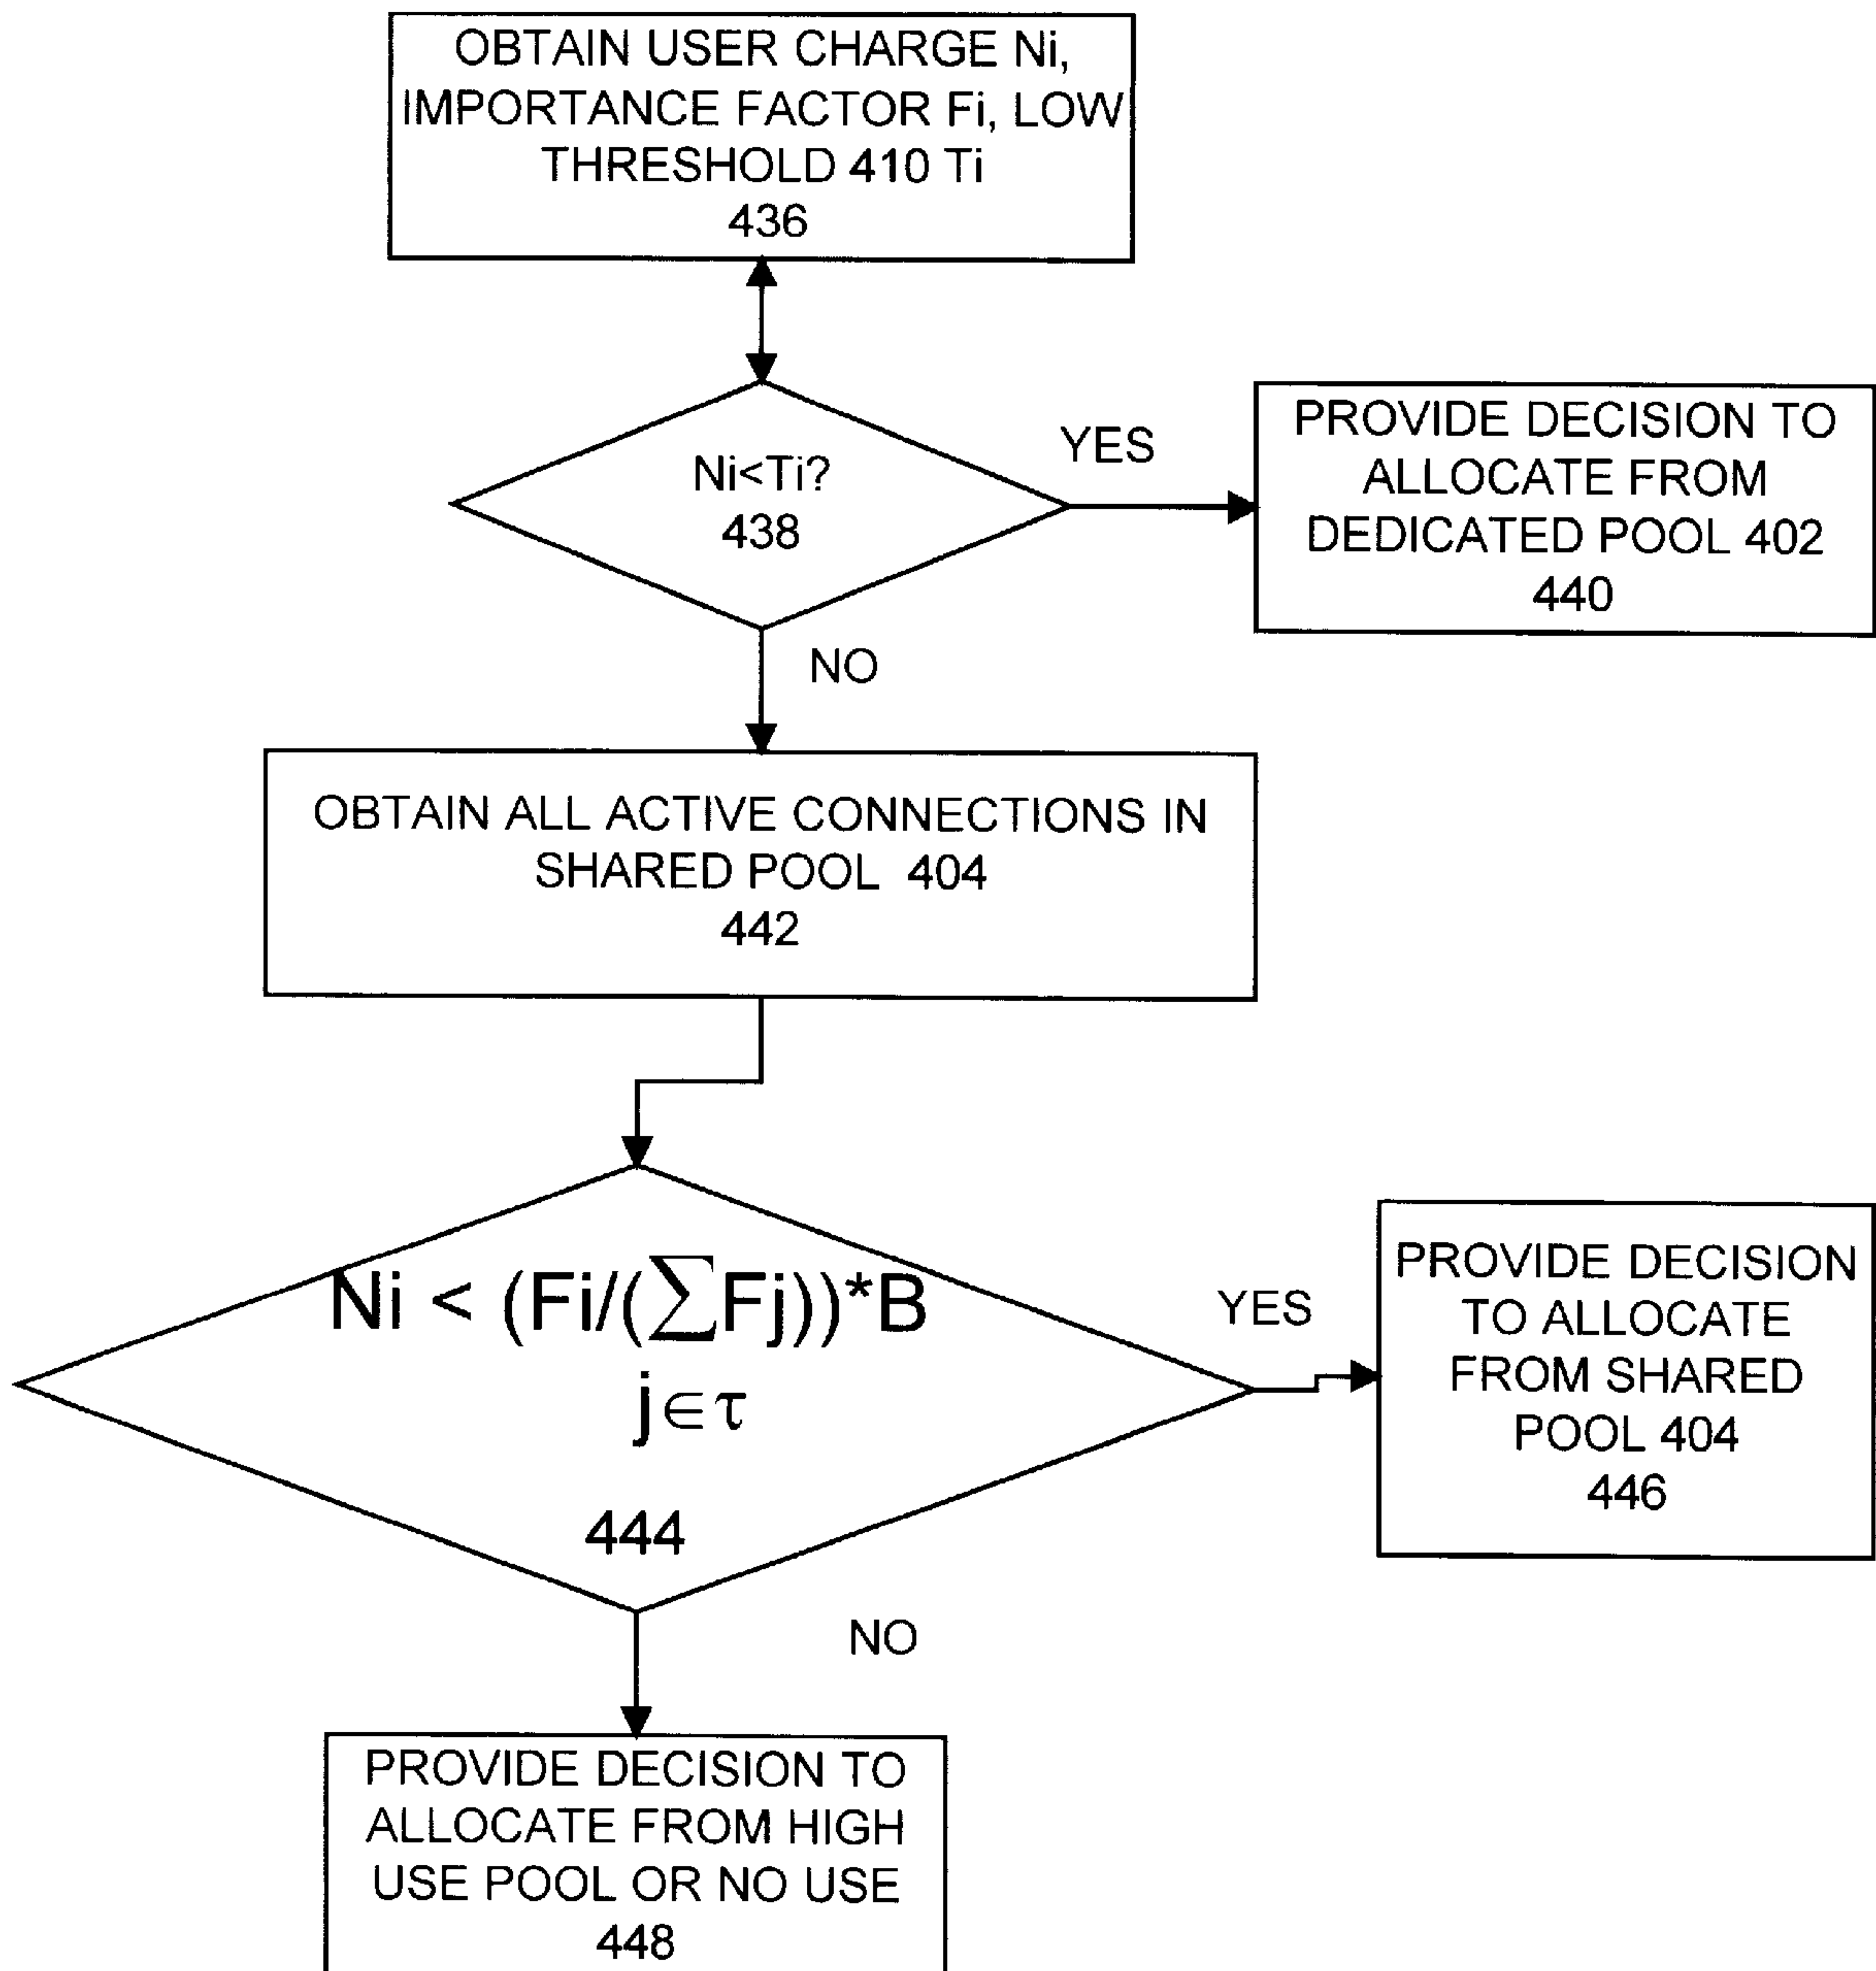 OBTAIN USER CHARGE Ni,
IMPORTANCE FACTOR Fi, LOW
THRESHOLD 410 Ti
436
Ni<Ti?
438
YES
PROVIDE DECISION TO
ALLOCATE FROM
DEDICATED POOL 402
440
NO
OBTAIN ALL ACTIVE CONNECTIONS IN
SHARED POOL 404
442
Ni < (Fi/(∑Fj))*B
j∈τ
444
YES
PROVIDE DECISION
TO ALLOCATE
FROM SHARED
POOL 404
446
NO
PROVIDE DECISION TO
ALLOCATE FROM HIGH
USE POOL OR NO USE
448